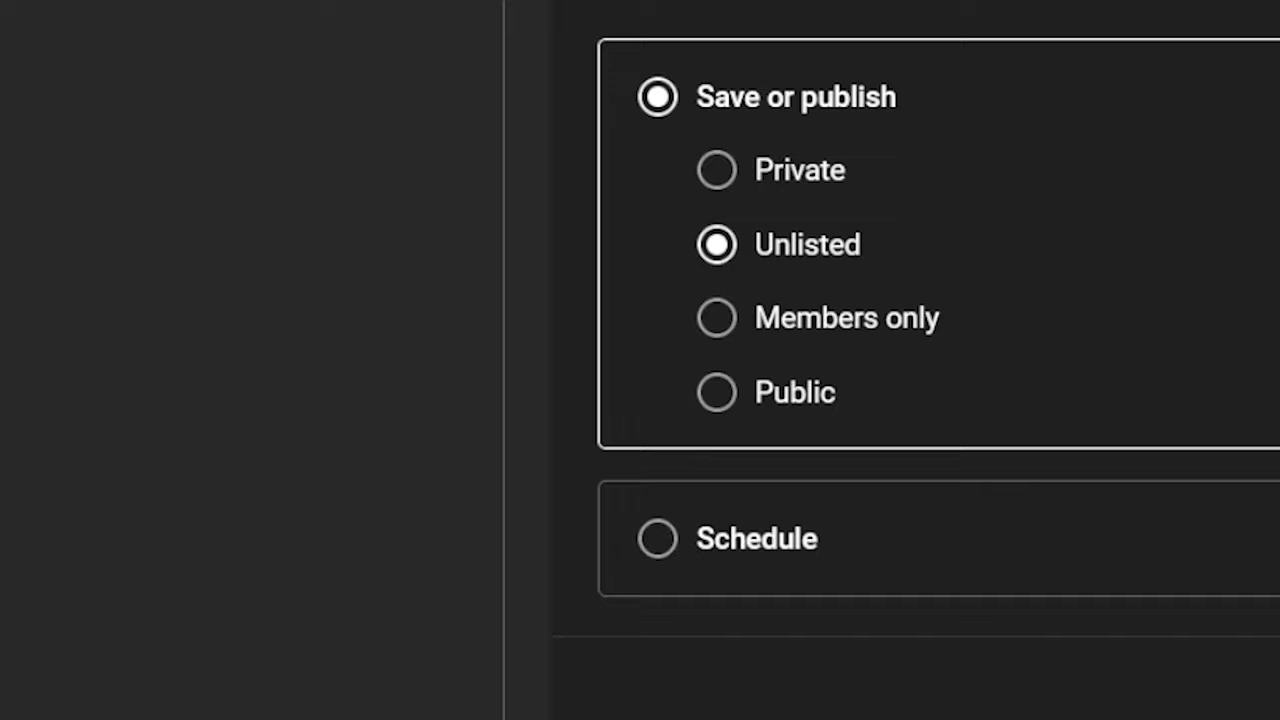 Save or publish
Private
Unlisted
Members only
Public
Schedule